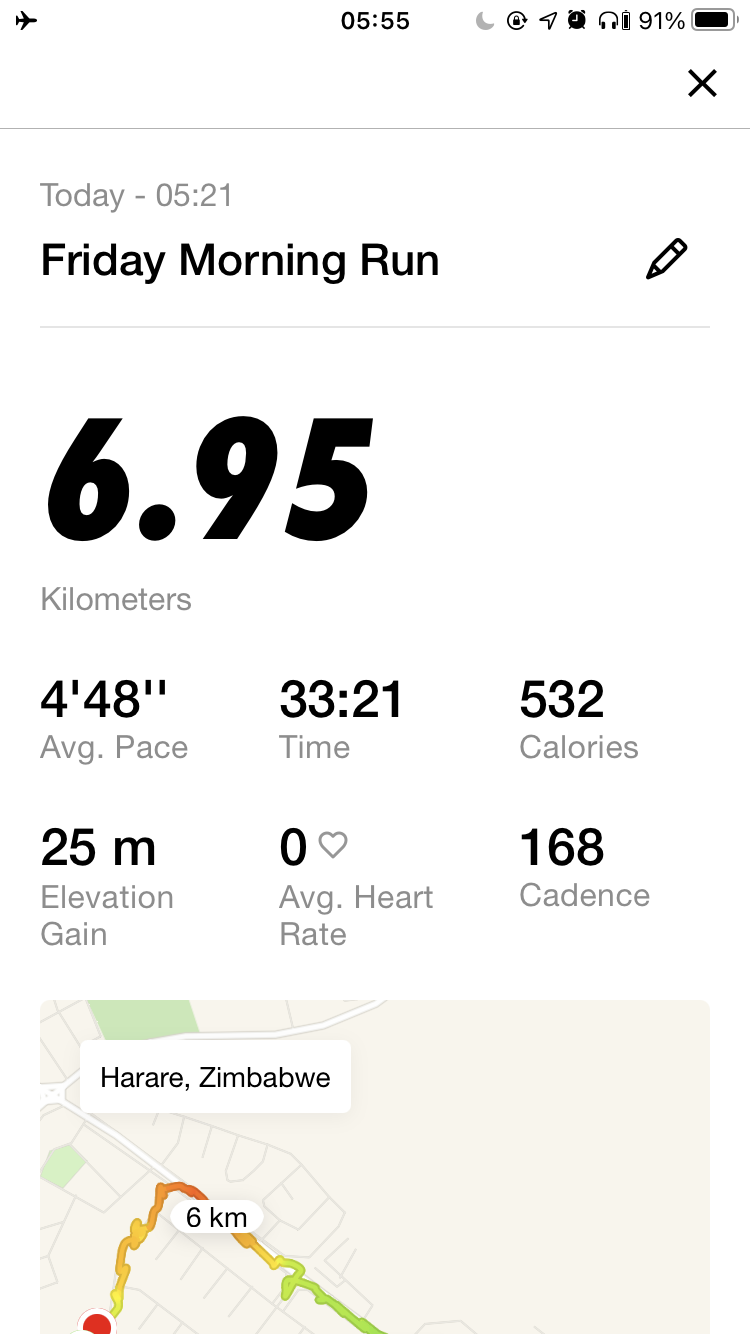 05:55
91%
Today - 05:21
Friday Morning Run
6.95
Kilometers
4'48''
33:21
532
Avg. Pace
Time
Calories
25 m
0
168
Elevation
Gain
Avg. Heart
Rate
Cadence
Harare, Zimbabwe
6 km